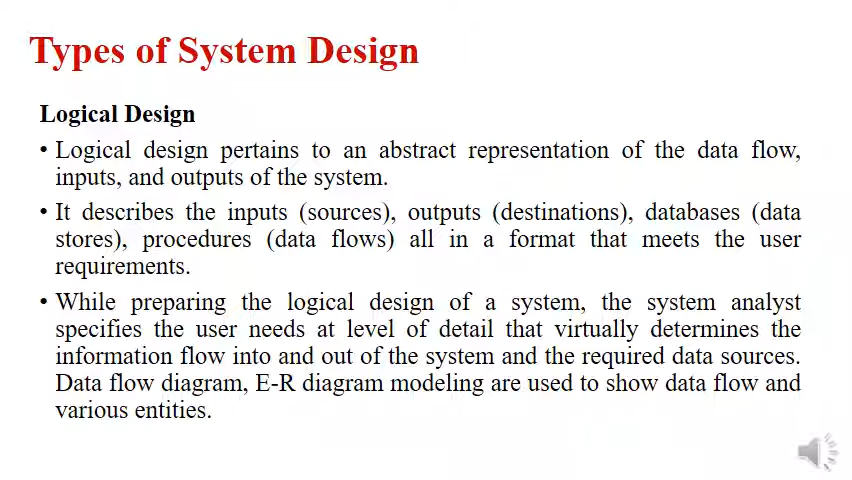 Types of System Design
Logical Design
• Logical design pertains to an abstract representation of the data flow,
inputs, and outputs of the system.
• It describes the inputs (sources), outputs (destinations), databases (data
stores), procedures (data flows) all in a format that meets the user
requirements.
• While preparing the logical design of a system, the system analyst
specifies the user needs at level of detail that virtually determines the
information flow into and out of the system and the required data sources.
Data flow diagram, E-R diagram modeling are used to show data flow and
various entities.